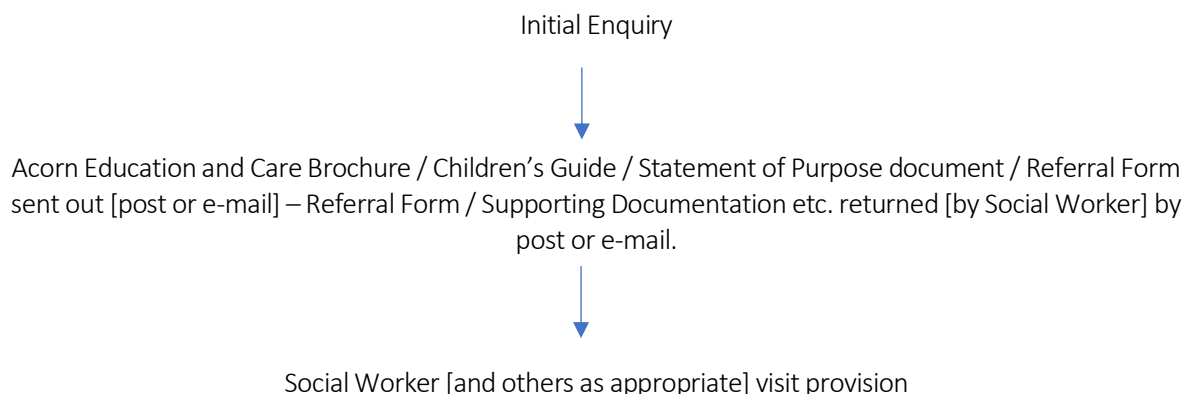 Initial Enquiry
Acorn Education and Care Brochure / Children’s Guide / Statement of Purpose document / Referral Form
sent out [post or e-mail] – Referral Form / Supporting Documentation etc. returned [by Social Worker] by
post or e-mail.
Social Worker [and others as appropriate] visit provision